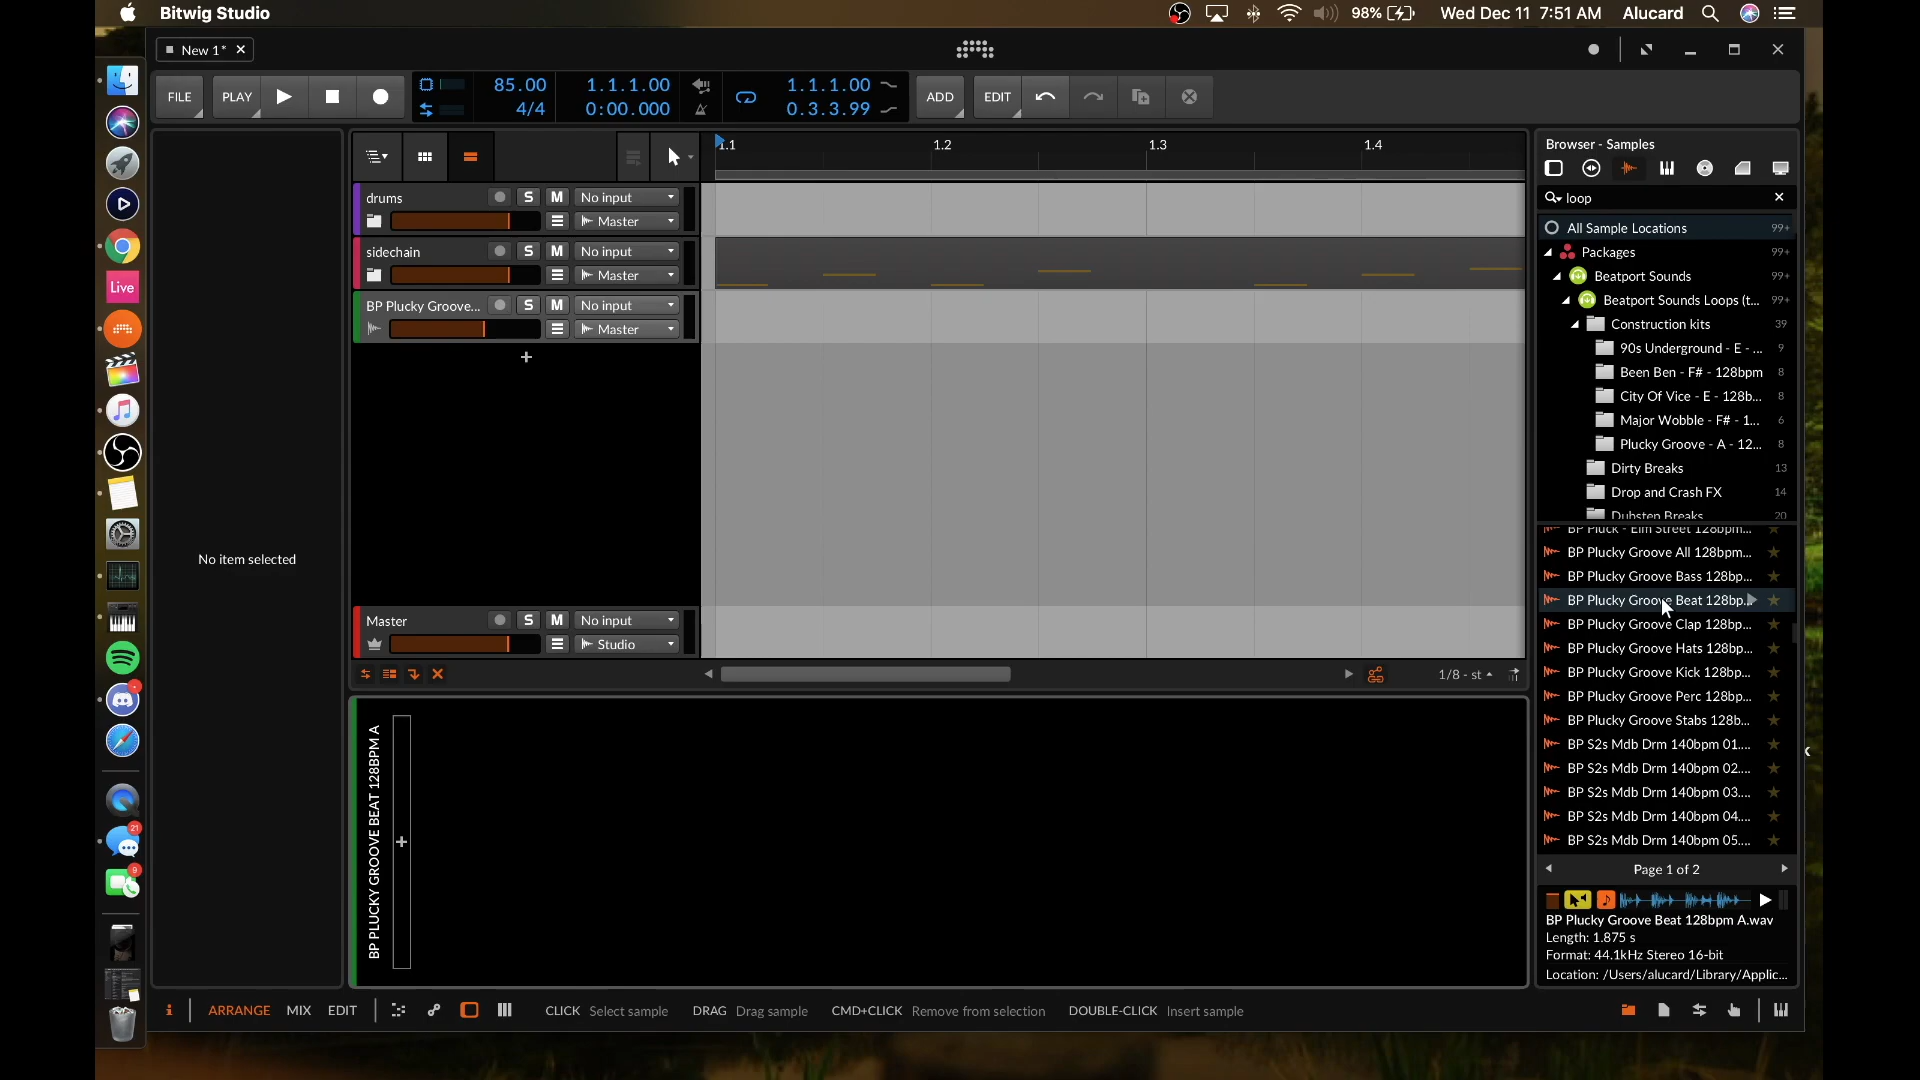 Bitwig Studio
98%
Wed Dec 11 7:51 AM
Alucard
New 1*
FILE
PLAY
85.00
4/4
1.1.1.00
0:00.000
1.1.1.00
0.3.3.99
ADD
EDIT
1.1
1.2
1.3
1.4
drums
S
M
No input
Master
sidechain
S
M
No input
Master
BP Plucky Groove...
S
M
No input
Master
No item selected
Master
S
M
No input
Studio
1/8 - st
BP PLUCKY GROOVE BEAT 128BPM A
Live
21
9
Browser - Samples
loop
All Sample Locations 99+
Packages 99+
Beatport Sounds 99+
Beatport Sounds Loops (t... 99+
Construction kits 39
90s Underground - E - ... 9
Been Ben - F# - 128bpm 8
City Of Vice - E - 128b... 8
Major Wobble - F# - 1... 6
Plucky Groove - A - 12... 8
Dirty Breaks 13
Drop and Crash FX 14
Dubstep Breaks 20
BP Pluck - Elm Street 128bpm...
BP Plucky Groove All 128bpm...
BP Plucky Groove Bass 128bp...
BP Plucky Groove Beat 128bp...
BP Plucky Groove Clap 128bp...
BP Plucky Groove Hats 128bp...
BP Plucky Groove Kick 128bp...
BP Plucky Groove Perc 128bp...
BP Plucky Groove Stabs 128b...
BP S2s Mdb Drm 140bpm 01....
BP S2s Mdb Drm 140bpm 02....
BP S2s Mdb Drm 140bpm 03....
BP S2s Mdb Drm 140bpm 04....
BP S2s Mdb Drm 140bpm 05....
Page 1 of 2
BP Plucky Groove Beat 128bpm A.wav
Length: 1.875 s
Format: 44.1kHz Stereo 16-bit
Location: /Users/alucard/Library/Applic...
i
ARRANGE
MIX
EDIT
CLICK Select sample
DRAG Drag sample
CMD+CLICK Remove from selection
DOUBLE-CLICK Insert sample